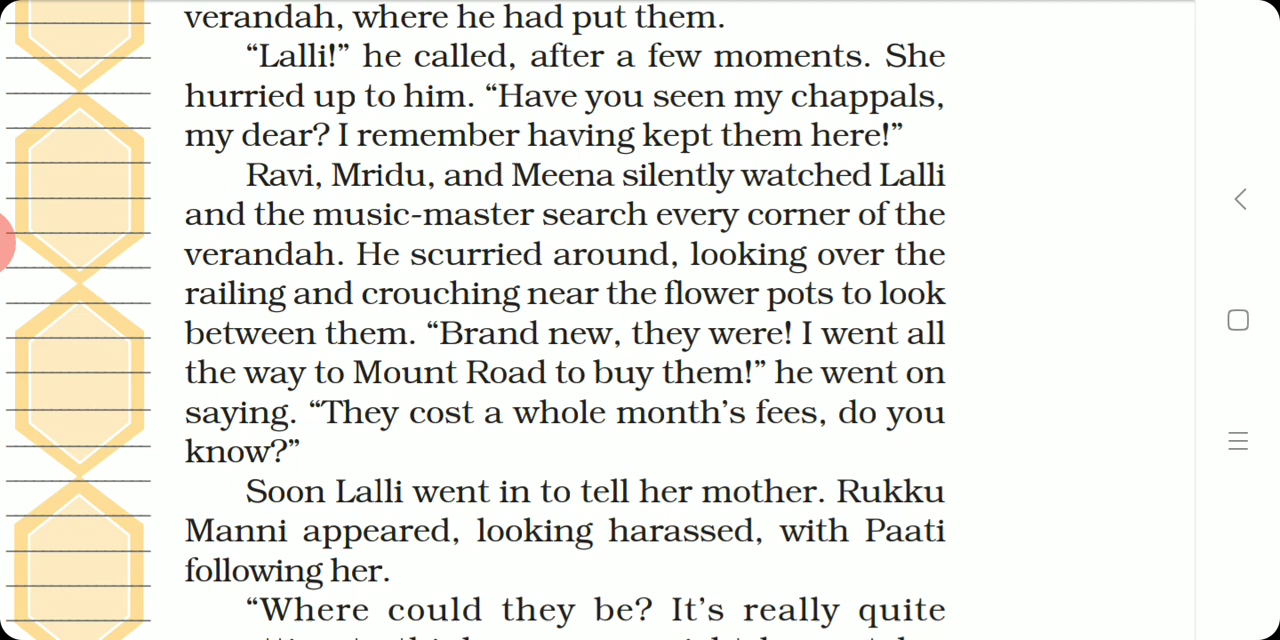 verandah, where he had put them.
“Lalli!” he called, after a few moments. She
hurried up to him. “Have you seen my chappals,
my dear? I remember having kept them here!”
Ravi, Mridu, and Meena silently watched Lalli
and the music-master search every corner of the
verandah. He scurried around, looking over the
railing and crouching near the flower pots to look
between them. “Brand new, they were! I went all
the way to Mount Road to buy them!” he went on
saying. “They cost a whole month’s fees, do you
know?”
Soon Lalli went in to tell her mother. Rukku
Manni appeared, looking harassed, with Paati
following her.
“Where could they be? It’s really quite